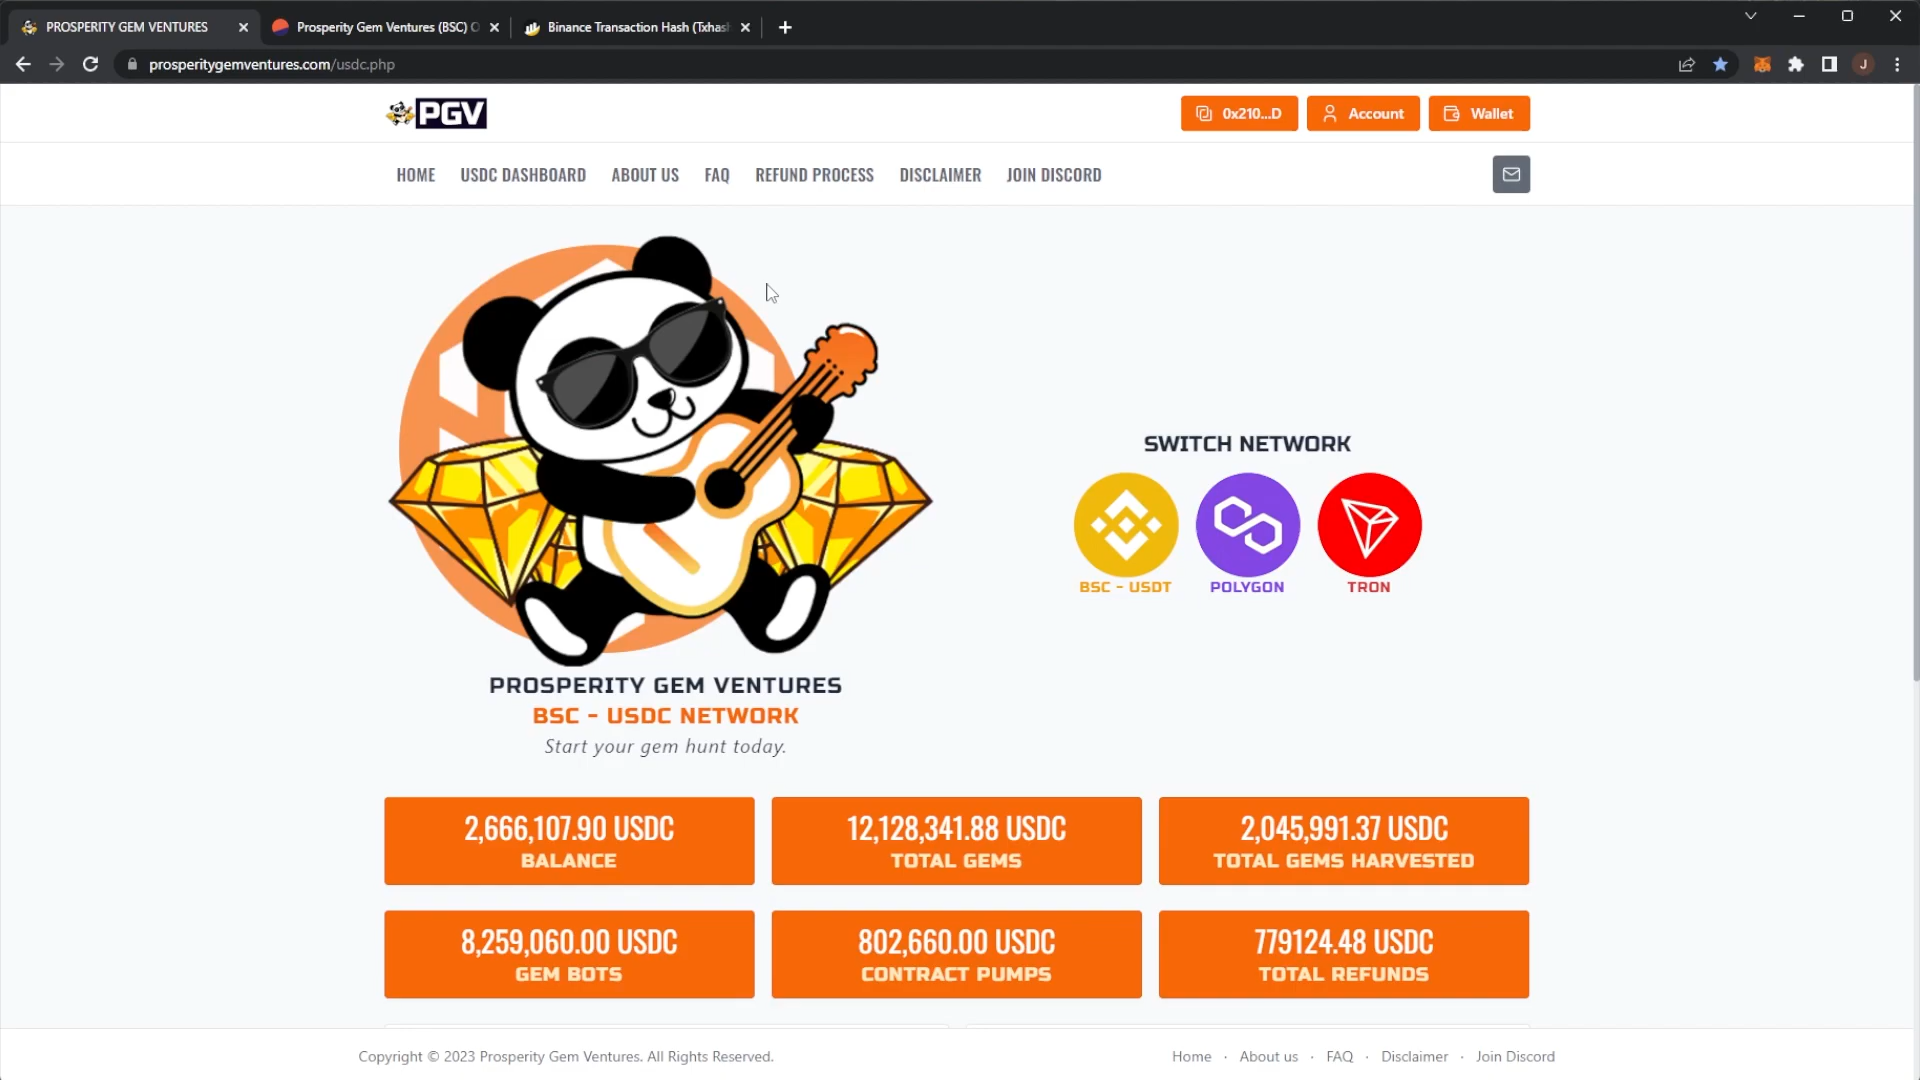 PROSPERITY GEM VENTURES
Prosperity Gem Ventures (BSC)
Binance Transaction Hash (Txhas
prosperitygemventures.com/usdc.php
J
PGV
0x210...D
Account
Wallet
HOME
USDC DASHBOARD
ABOUT US
FAQ
REFUND PROCESS
DISCLAIMER
JOIN DISCORD
SWITCH NETWORK
BSC - USDT
POLYGON
TRON
PROSPERITY GEM VENTURES
BSC - USDC NETWORK
Start your gem hunt today.
2,666,107.90 USDC
BALANCE
12,128,341.88 USDC
TOTAL GEMS
2,045,991.37 USDC
TOTAL GEMS HARVESTED
8,259,060.00 USDC
GEM BOTS
802,660.00 USDC
CONTRACT PUMPS
779124.48 USDC
TOTAL REFUNDS
Copyright © 2023 Prosperity Gem Ventures. All Rights Reserved.
Home · About us · FAQ · Disclaimer · Join Discord